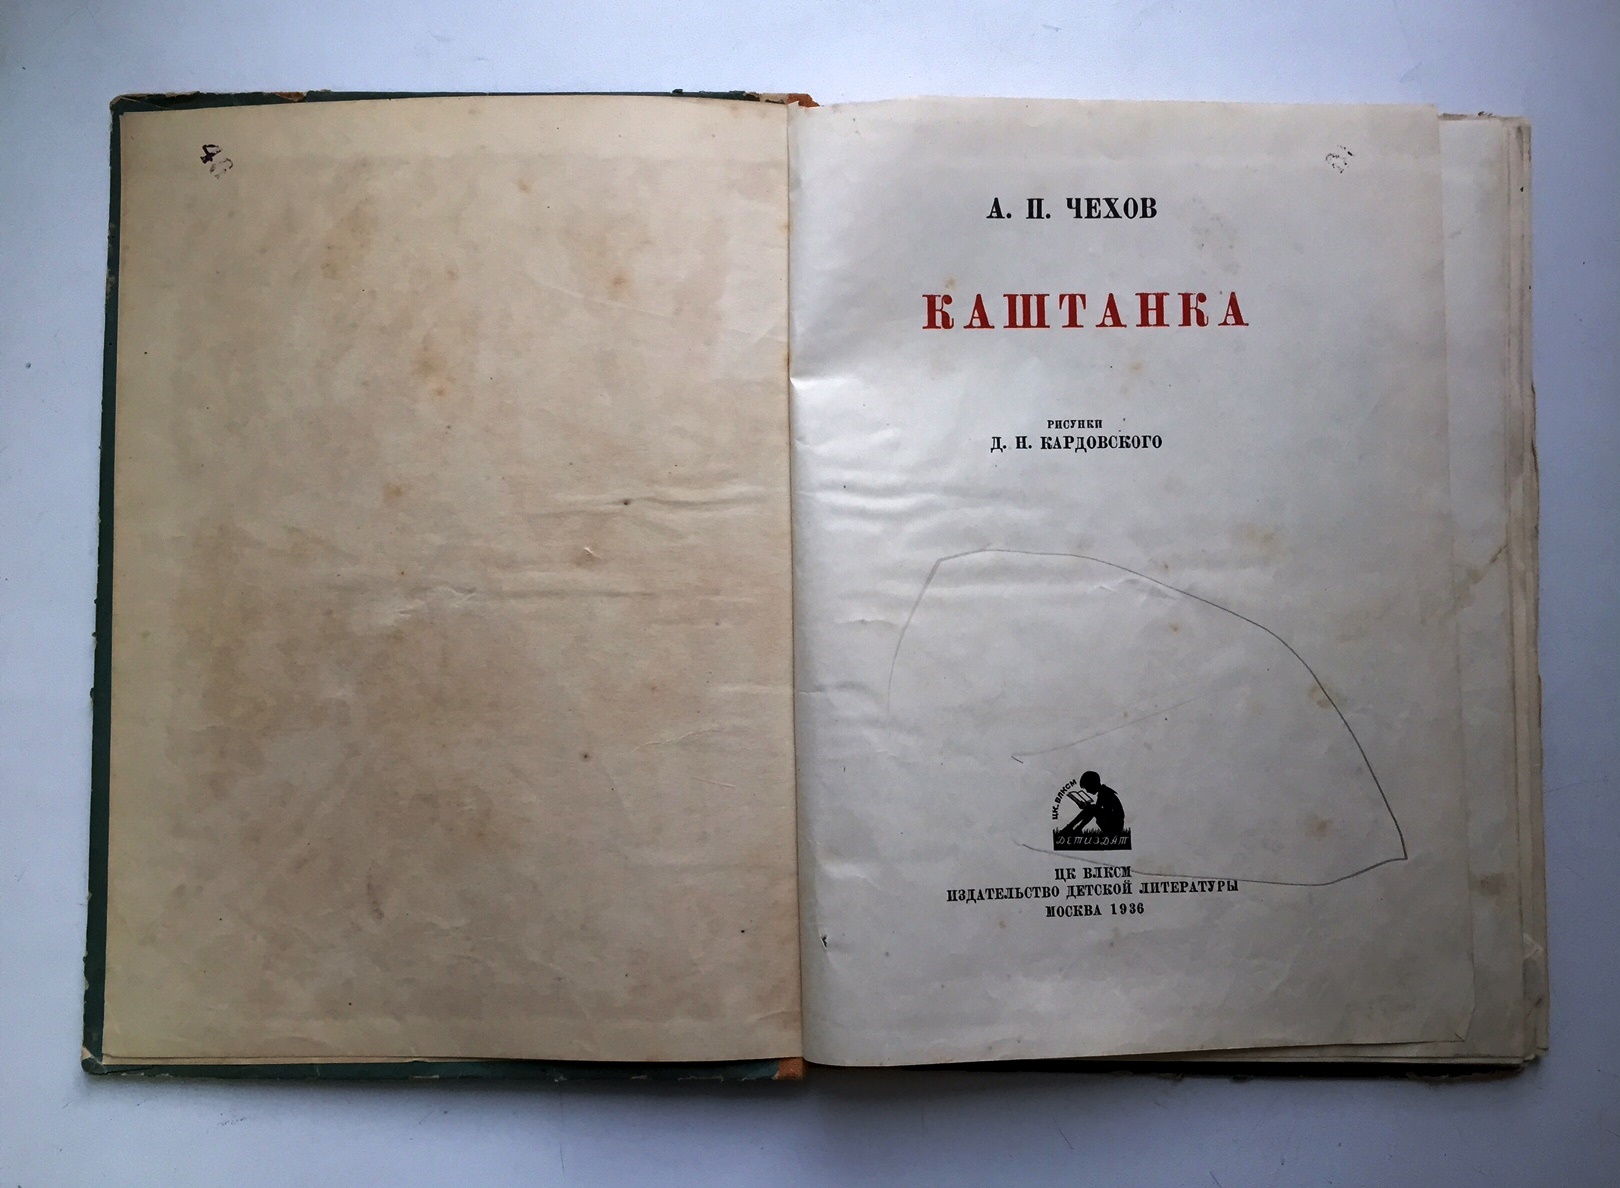 А. П. ЧЕХОВ
КАШТАНКА
РИСУНКИ
Д. Н. КАРДОВСКОГО
ЦК.ВЛКСМ
ДЕТИЗДАТ
ЦК ВЛКСМ
ИЗДАТЕЛЬСТВО ДЕТСКОЙ ЛИТЕРАТУРЫ
МОСКВА 1936